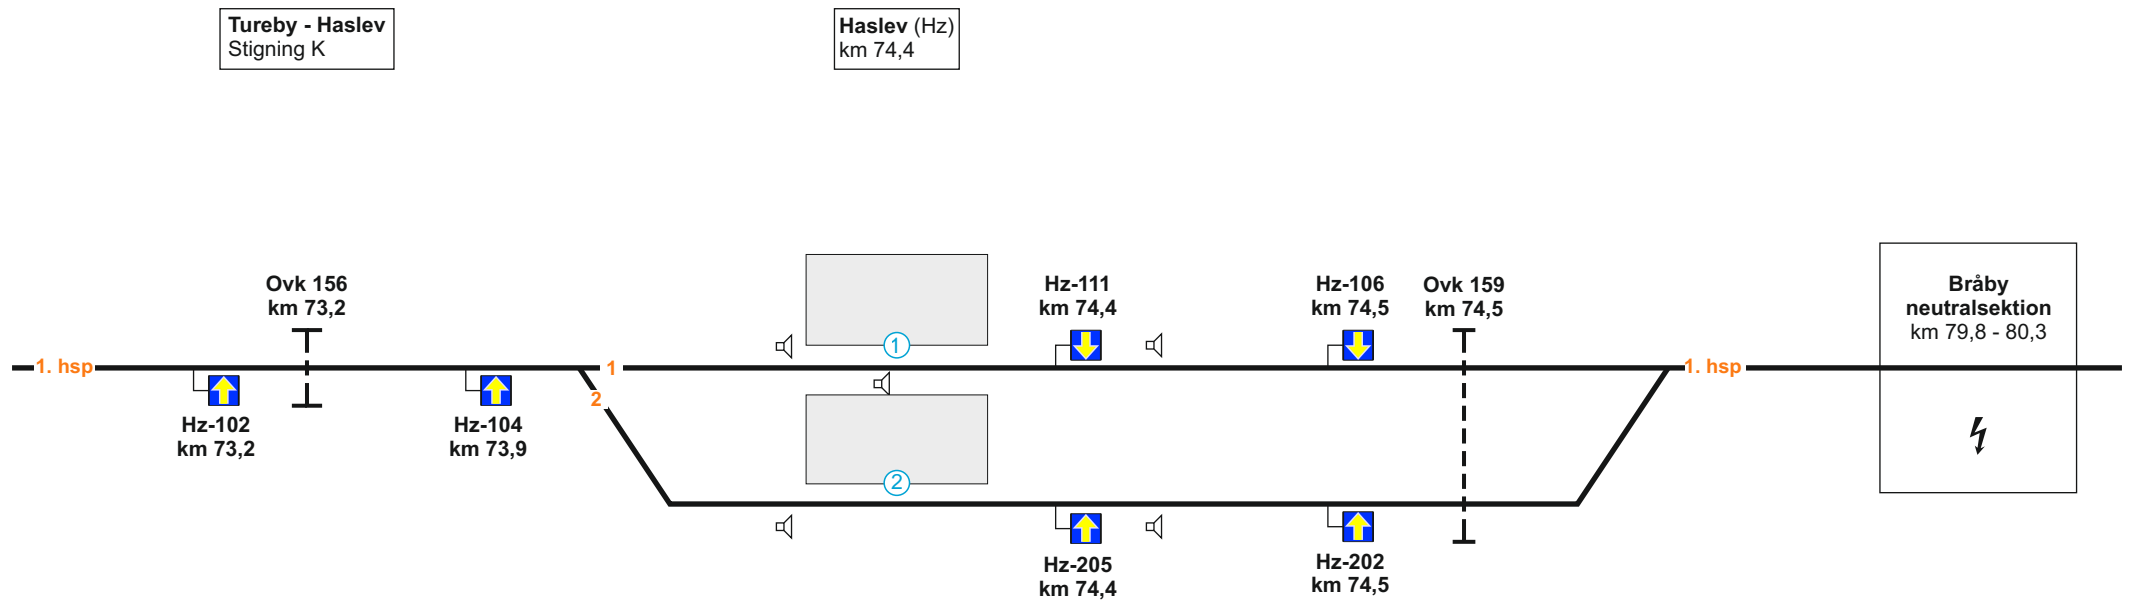 Tureby - Haslev
Stigning K
Haslev (Hz)
km 74,4
Ovk 156
km 73,2
Hz-111
km 74,4
Hz-106
km 74,5
Ovk 159
km 74,5
Bråby
neutralsektion
km 79,8 - 80,3
1
1. hsp
1
1. hsp
2
Hz-102
km 73,2
Hz-104
km 73,9
2
Hz-205
km 74,4
Hz-202
km 74,5